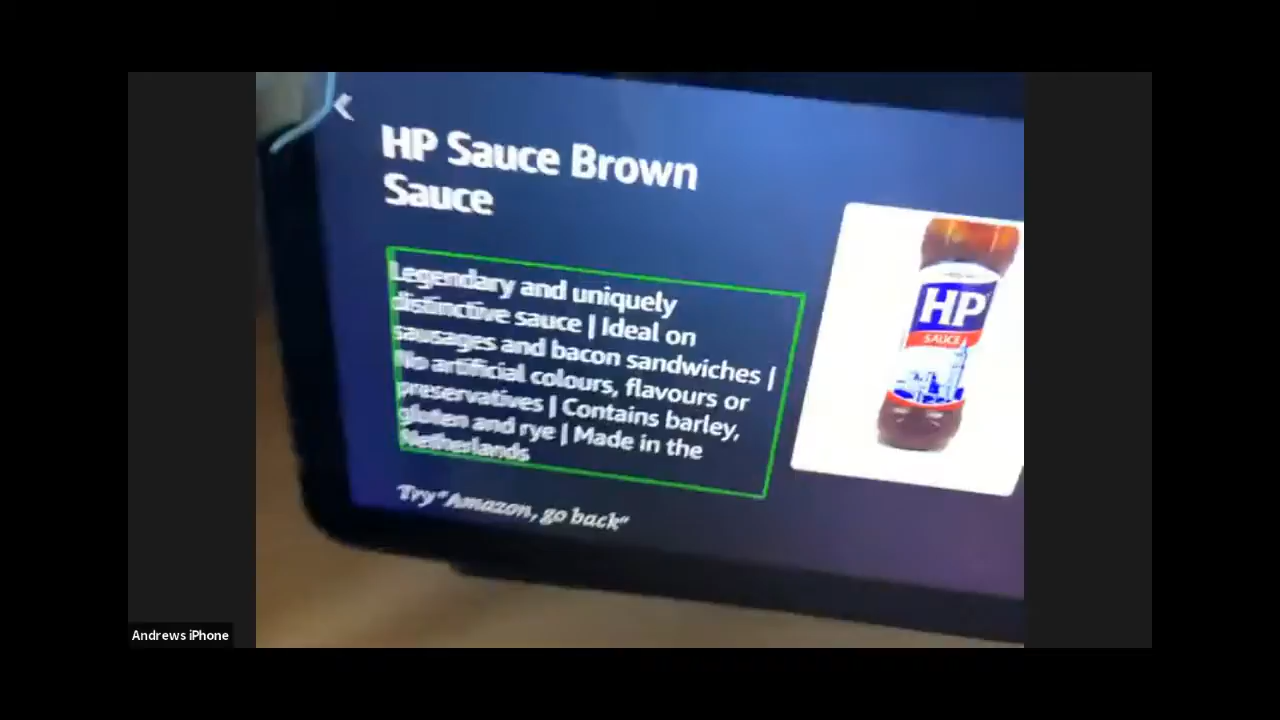 HP Sauce Brown
Sauce
Legendary and uniquely
distinctive sauce | Ideal on
sausages and bacon sandwiches |
No artificial colours, flavours or
preservatives | Contains barley,
gluten and rye | Made in the
Netherlands
Try "Amazon, go back"
HP
SAUCE
Andrews iPhone